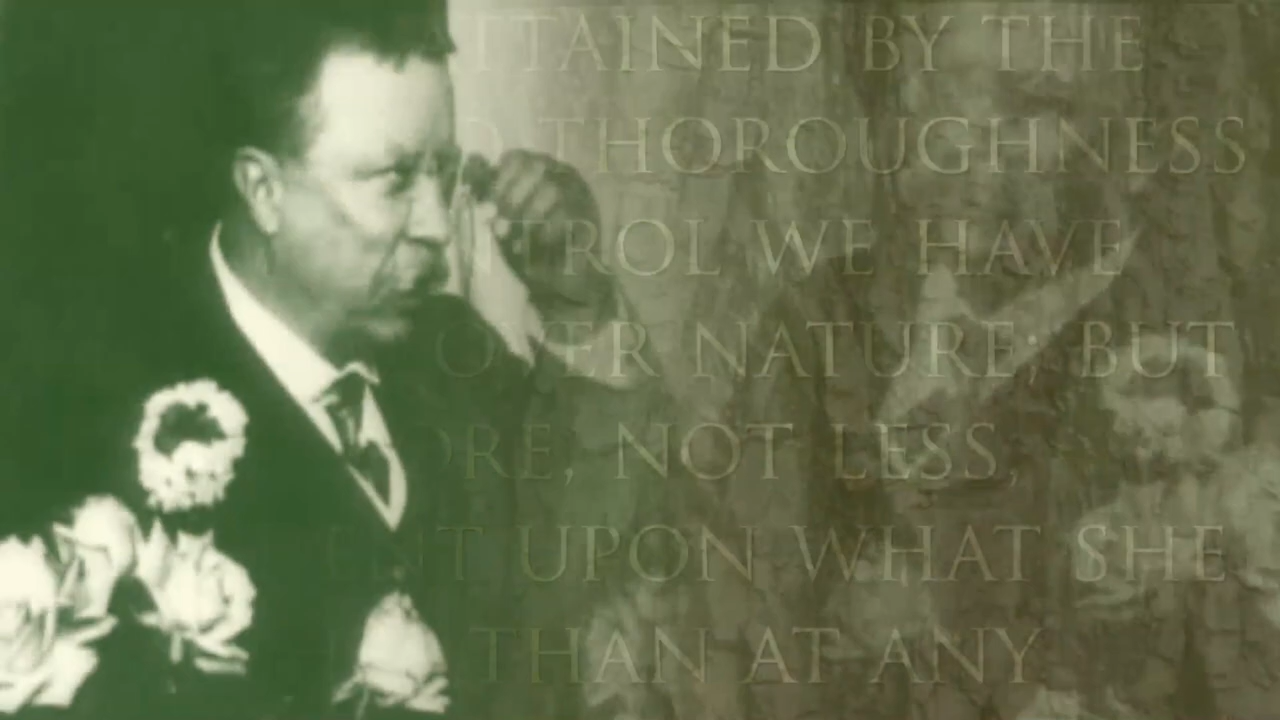 TTAINED BY THE
D THOROUGHNESS
TROL WE HAVE
OVER NATURE; BUT
ORE, NOT LESS,
ENT UPON WHAT SHE
THAN AT ANY